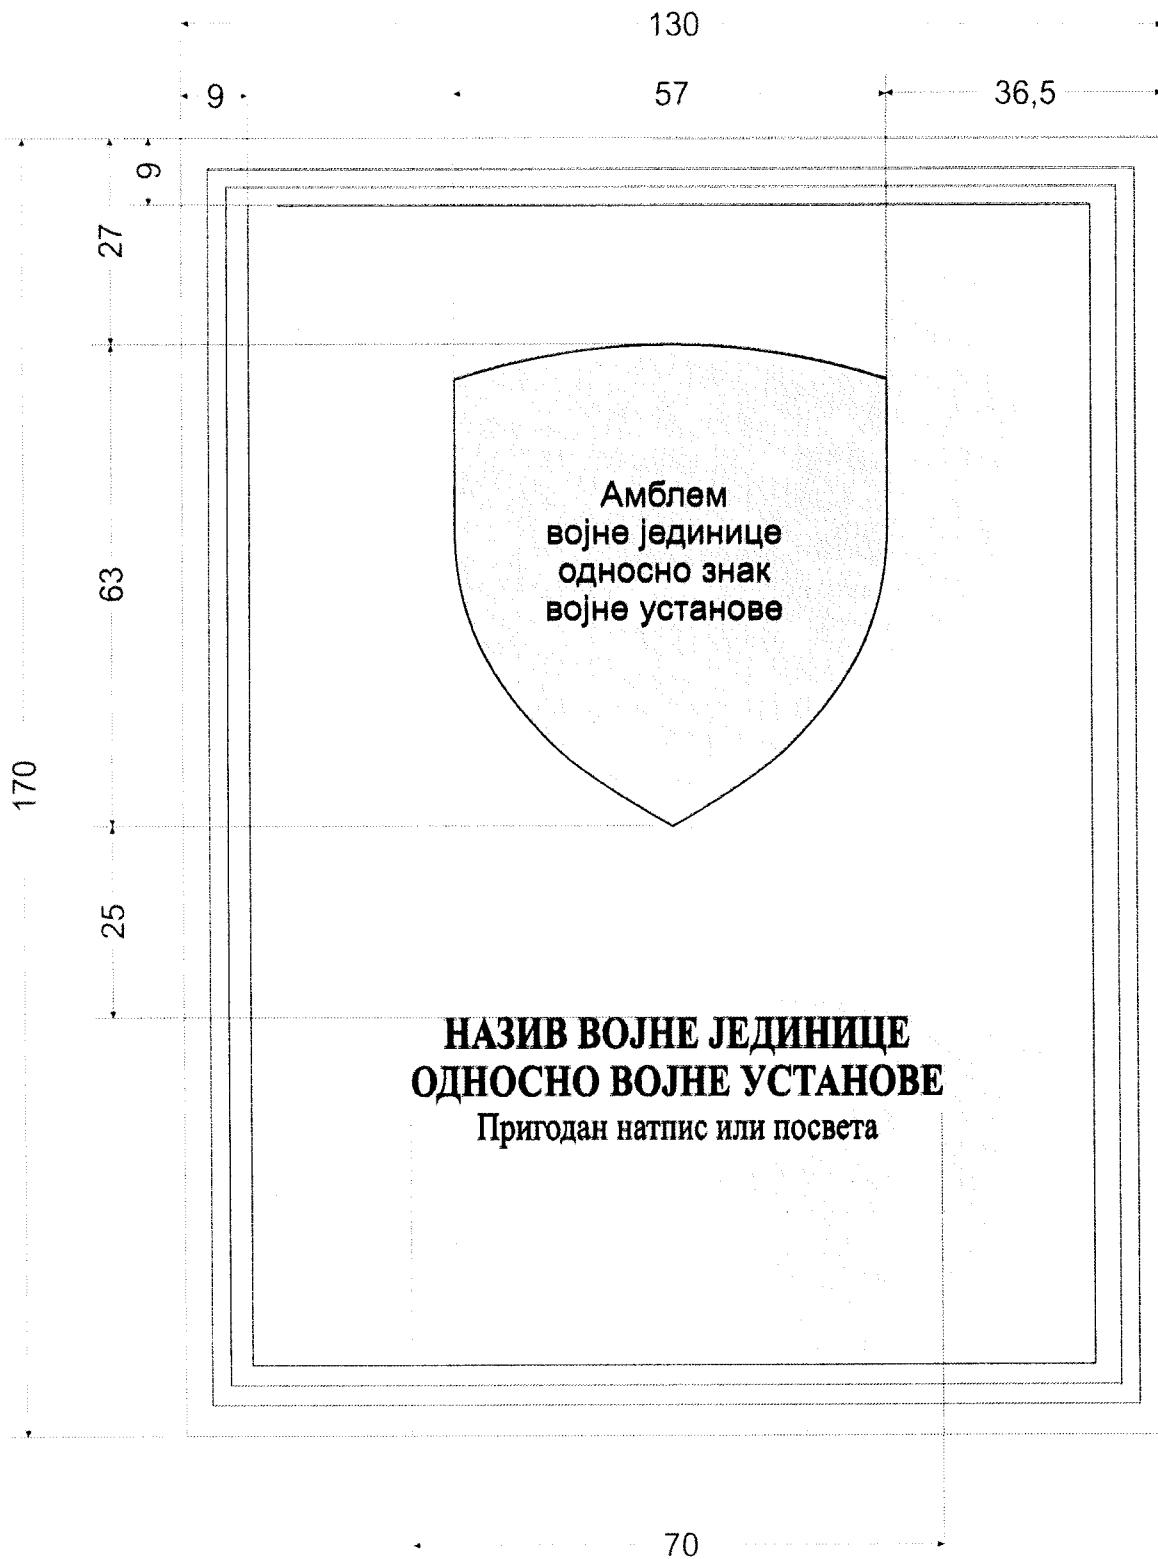 130
9
57
36,5
9
27
Амблем
војне јединице
односно знак
војне установе
63
170
25
НАЗИВ ВОЈНЕ ЈЕДИНИЦЕ
ОДНОСНО ВОЈНЕ УСТАНОВЕ
Пригодан натпис или посвета
70